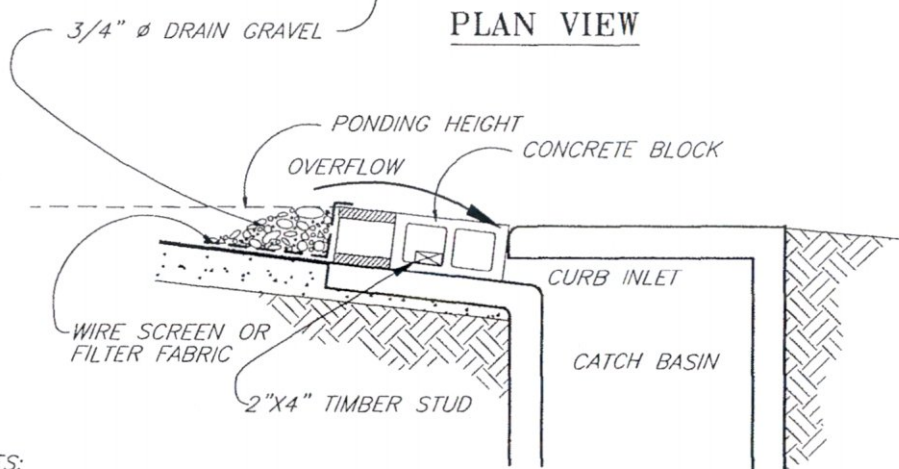 3/4" ø DRAIN GRAVEL
PLAN VIEW
PONDING HEIGHT
OVERFLOW
CONCRETE BLOCK
CURB INLET
WIRE SCREEN OR
FILTER FABRIC
CATCH BASIN
2"X4" TIMBER STUD